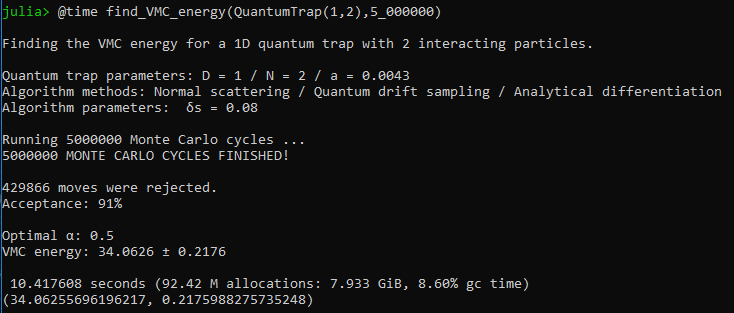 julia> @time find_VMC_energy(QuantumTrap(1,2),5_000000)
Finding the VMC energy for a 1D quantum trap with 2 interacting particles.
Quantum trap parameters: D = 1 / N = 2 / a = 0.0043
Algorithm methods: Normal scattering / Quantum drift sampling / Analytical differentiation
Algorithm parameters:  δs = 0.08
Running 5000000 Monte Carlo cycles ...
5000000 MONTE CARLO CYCLES FINISHED!
429866 moves were rejected.
Acceptance: 91%
Optimal α: 0.5
VMC energy: 34.0626 ± 0.2176
10.417608 seconds (92.42 M allocations: 7.933 GiB, 8.60% gc time)
(34.06255696196217, 0.2175988275735248)